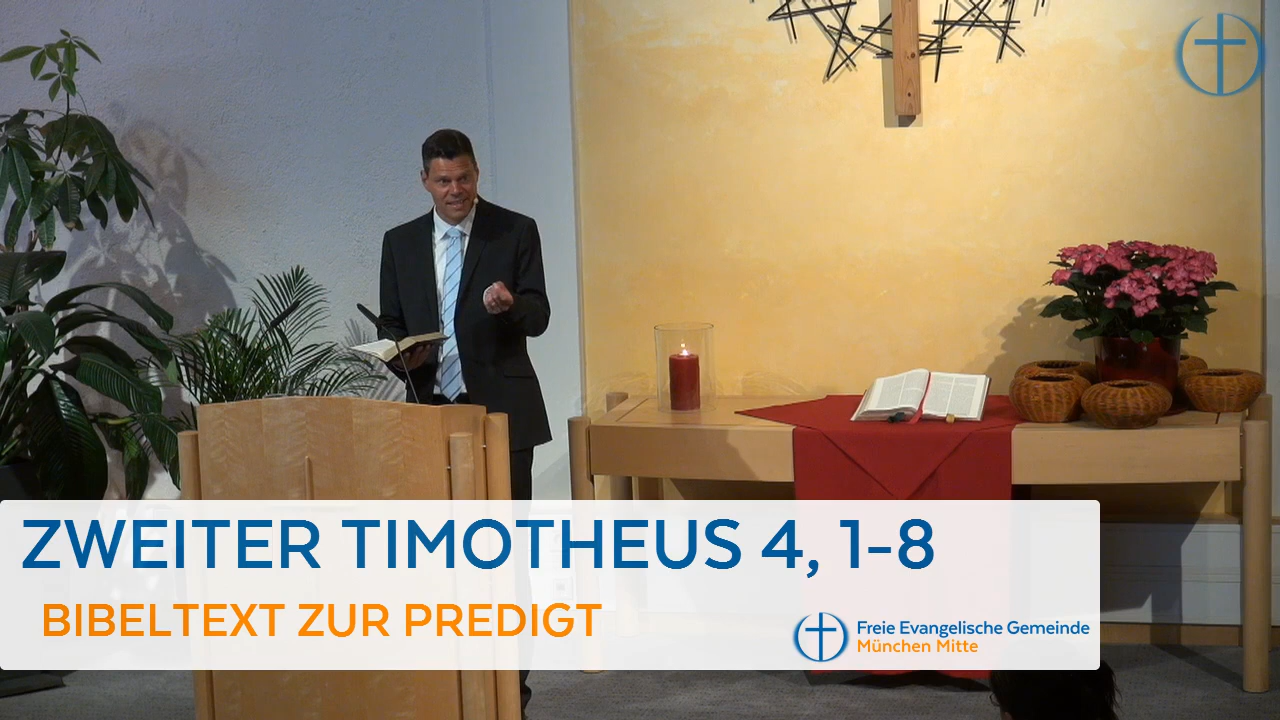 ZWEITER TIMOTHEUS 4, 1-8
BIBELTEXT ZUR PREDIGT
Freie Evangelische Gemeinde
München Mitte